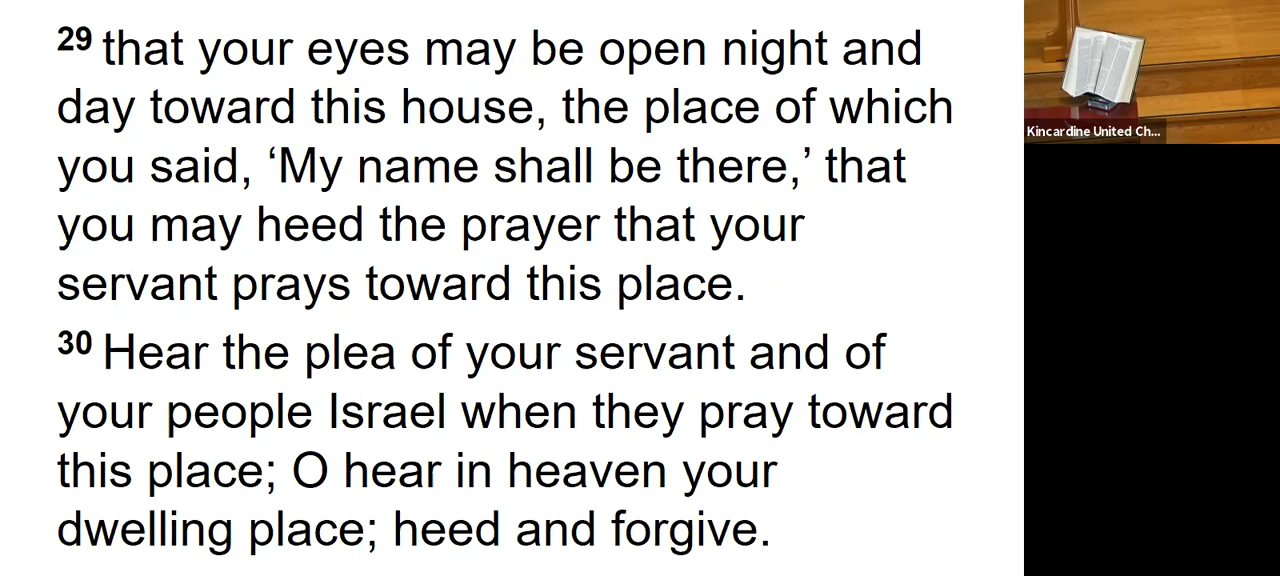 29 that your eyes may be open night and
day toward this house, the place of which
you said, ‘My name shall be there,’ that
you may heed the prayer that your
servant prays toward this place.
30 Hear the plea of your servant and of
your people Israel when they pray toward
this place; O hear in heaven your
dwelling place; heed and forgive.
Kincardine United Ch...